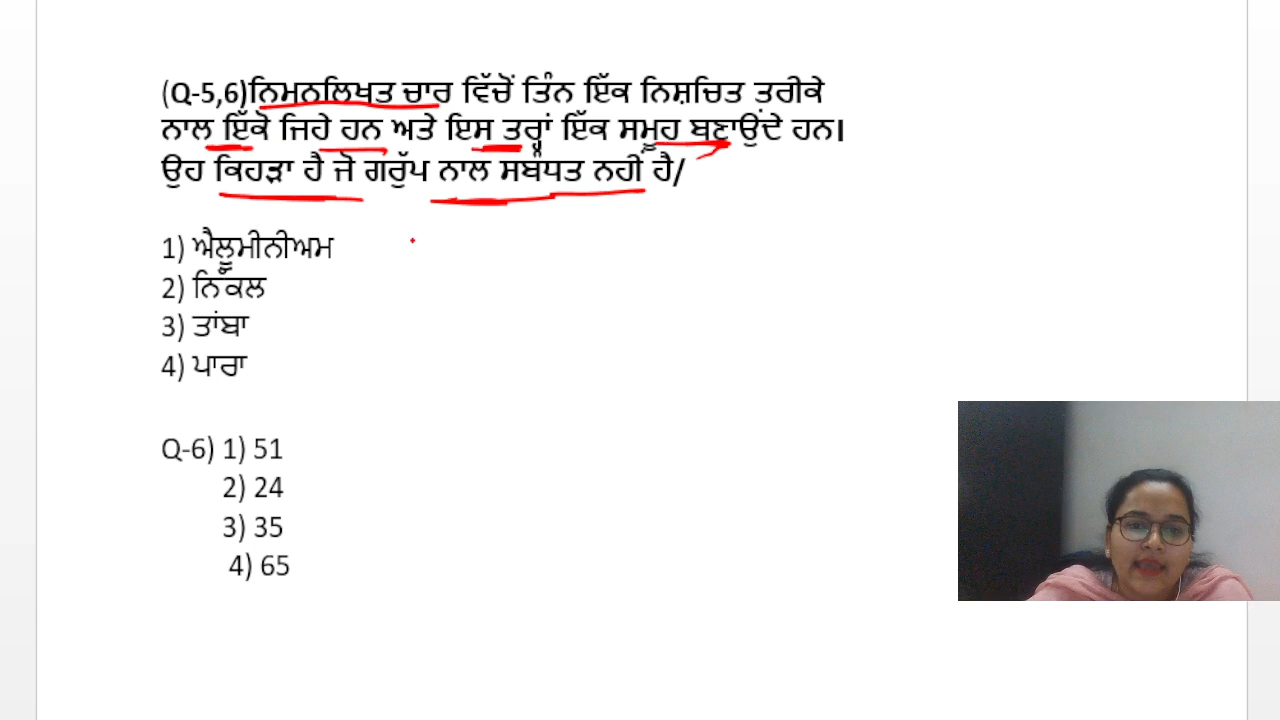 (Q-5,6)ਨਿਮਨਲਿਖਤ ਚਾਰ ਵਿੱਚੋਂ ਤਿੰਨ ਇੱਕ ਨਿਸ਼ਚਿਤ ਤਰੀਕੇ
ਨਾਲ ਇੱਕੋ ਜਿਹੇ ਹਨ ਅਤੇ ਇਸ ਤਰ੍ਹਾਂ ਇੱਕ ਸਮੂਹ ਬਣਾਉਂਦੇ ਹਨ।
ਉਹ ਕਿਹੜਾ ਹੈ ਜੋ ਗਰੁੱਪ ਨਾਲ ਸਬੰਧਤ ਨਹੀਂ ਹੈ/
1) ਐਲੂਮੀਨੀਅਮ
2) ਨਿੱਕਲ
3) ਤਾਂਬਾ
4) ਪਾਰਾ
Q-6) 1) 51
2) 24
3) 35
4) 65